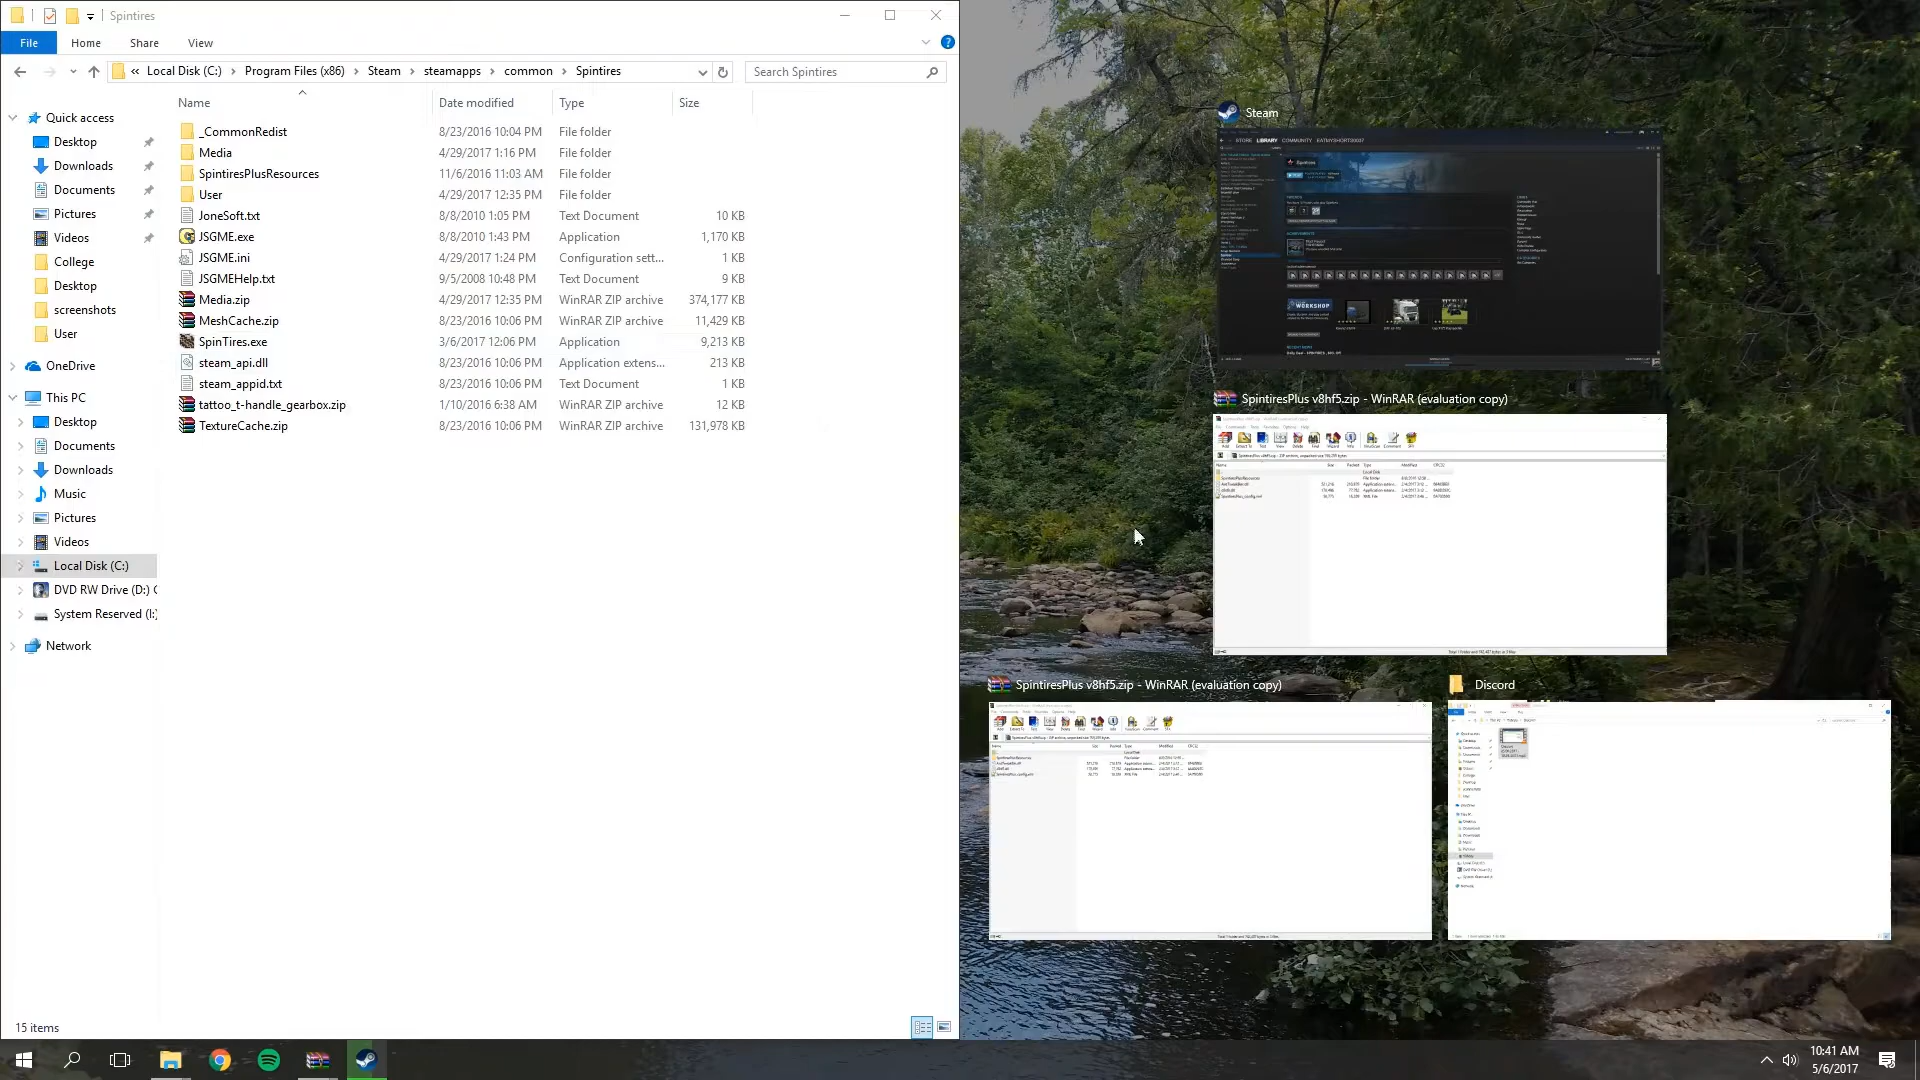 Spintires
File Home Share View
« Local Disk (C:) › Program Files (x86) › Steam › steamapps › common › Spintires
Search Spintires
Name Date modified Type Size
Quick access
Desktop
Downloads
Documents
Pictures
Videos
College
Desktop
screenshots
User
OneDrive
This PC
Desktop
Documents
Downloads
Music
Pictures
Videos
Local Disk (C:)
DVD RW Drive (D:) C
System Reserved (I:)
Network
_CommonRedist 8/23/2016 10:04 PM File folder
Media 4/29/2017 1:16 PM File folder
SpintiresPlusResources 11/6/2016 11:03 AM File folder
User 4/29/2017 12:35 PM File folder
JoneSoft.txt 8/8/2010 1:05 PM Text Document 10 KB
JSGME.exe 8/8/2010 1:43 PM Application 1,170 KB
JSGME.ini 4/29/2017 1:24 PM Configuration sett... 1 KB
JSGMEHelp.txt 9/5/2008 10:48 PM Text Document 9 KB
Media.zip 4/29/2017 12:35 PM WinRAR ZIP archive 374,177 KB
MeshCache.zip 8/23/2016 10:06 PM WinRAR ZIP archive 11,429 KB
SpinTires.exe 3/6/2017 12:06 PM Application 9,213 KB
steam_api.dll 8/23/2016 10:06 PM Application extens... 213 KB
steam_appid.txt 8/23/2016 10:06 PM Text Document 1 KB
tattoo_t-handle_gearbox.zip 1/10/2016 6:38 AM WinRAR ZIP archive 12 KB
TextureCache.zip 8/23/2016 10:06 PM WinRAR ZIP archive 131,978 KB
15 items
Steam
STORE LIBRARY COMMUNITY
Spintires
WORKSHOP
SpintiresPlus v8hf5.zip - WinRAR (evaluation copy)
SpintiresPlus v8hf5.zip - WinRAR (evaluation copy)
Discord
10:41 AM
5/6/2017